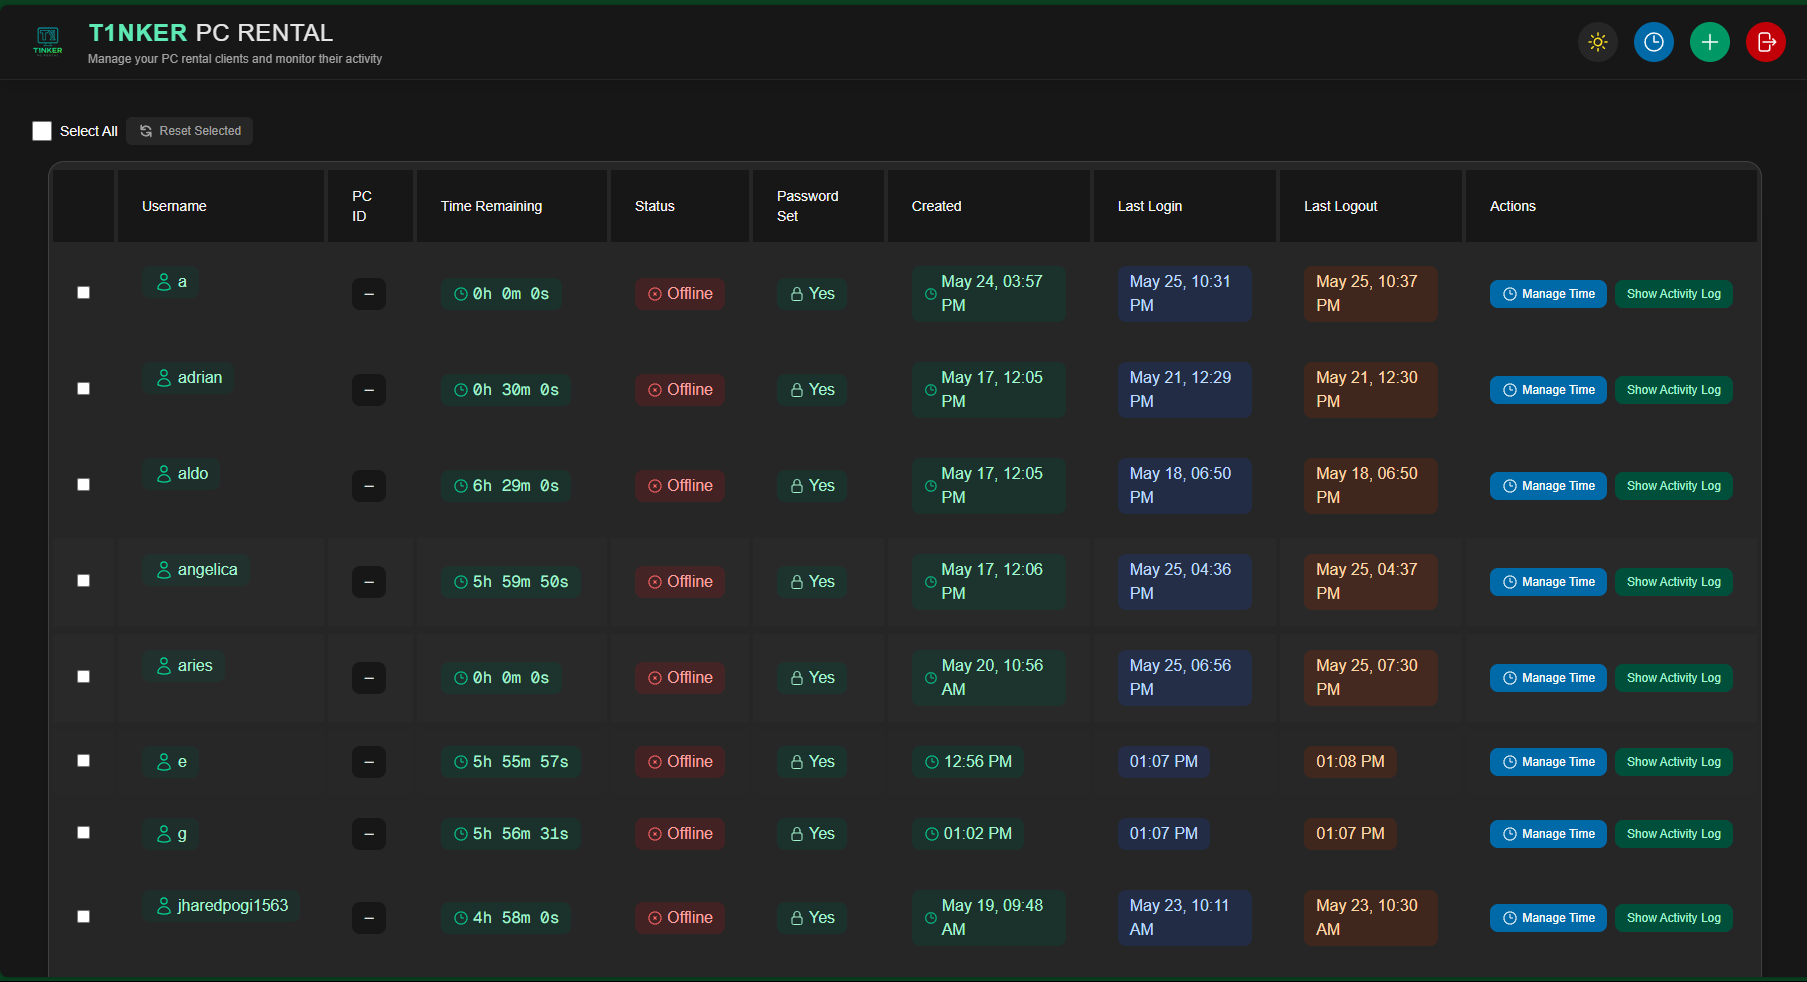 T1NKER
T1NKER PC RENTAL
Manage your PC rental clients and monitor their activity
Select All
Reset Selected
Username
PC
ID
Time Remaining
Status
Password
Set
Created
Last Login
Last Logout
Actions
a
–
0h 0m 0s
Offline
Yes
May 24, 03:57
PM
May 25, 10:31
PM
May 25, 10:37
PM
Manage Time
Show Activity Log
adrian
–
0h 30m 0s
Offline
Yes
May 17, 12:05
PM
May 21, 12:29
PM
May 21, 12:30
PM
Manage Time
Show Activity Log
aldo
–
6h 29m 0s
Offline
Yes
May 17, 12:05
PM
May 18, 06:50
PM
May 18, 06:50
PM
Manage Time
Show Activity Log
angelica
–
5h 59m 50s
Offline
Yes
May 17, 12:06
PM
May 25, 04:36
PM
May 25, 04:37
PM
Manage Time
Show Activity Log
aries
–
0h 0m 0s
Offline
Yes
May 20, 10:56
AM
May 25, 06:56
PM
May 25, 07:30
PM
Manage Time
Show Activity Log
e
–
5h 55m 57s
Offline
Yes
12:56 PM
01:07 PM
01:08 PM
Manage Time
Show Activity Log
g
–
5h 56m 31s
Offline
Yes
01:02 PM
01:07 PM
01:07 PM
Manage Time
Show Activity Log
jharedpogi1563
–
4h 58m 0s
Offline
Yes
May 19, 09:48
AM
May 23, 10:11
AM
May 23, 10:30
AM
Manage Time
Show Activity Log